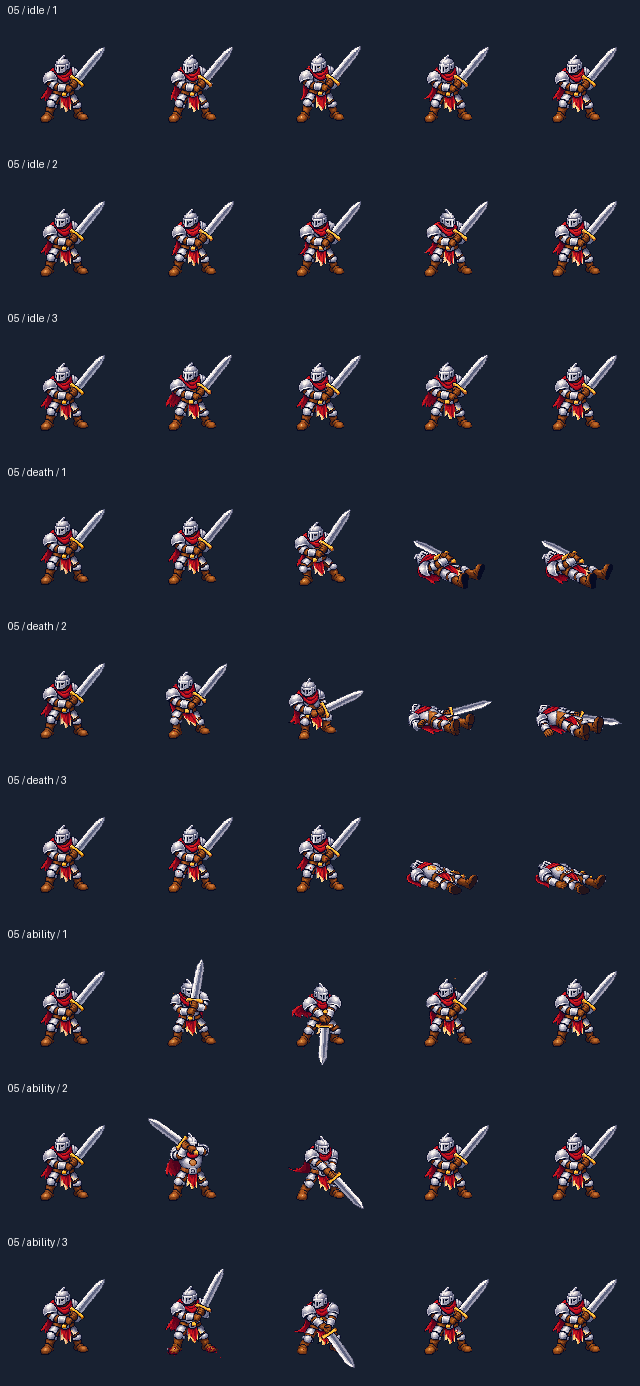 05 / idle / 1
05 / idle / 2
05 / idle / 3
05 / death / 1
05 / death / 2
05 / death / 3
05 / ability / 1
05 / ability / 2
05 / ability / 3